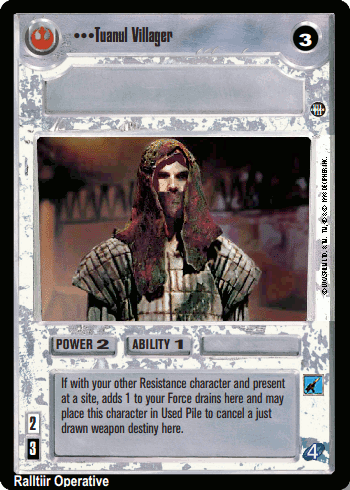 •••Tuanul Villager
3
POWER 2
ABILITY 1
If with your other Resistance character and present
at a site, adds 1 to your Force drains here and may
place this character in Used Pile to cancel a just
drawn weapon destiny here.
2
3
4
Ralltiir Operative